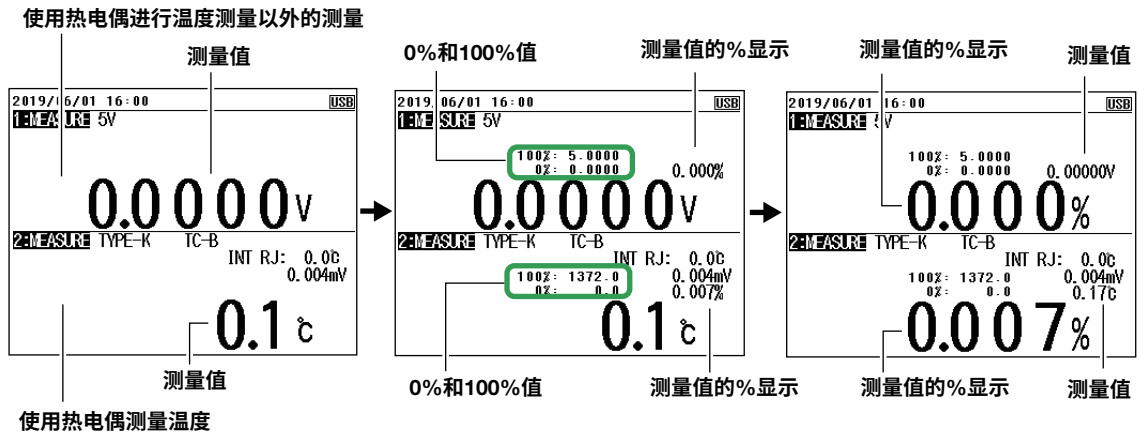 使用热电偶进行温度测量以外的测量
测量值
2019/06/01 16:00 USB
1:MEASURE 5V
0.0000V
2:MEASURE TYPE-K TC-B
INT RJ: 0.0℃
0.004mV
0.1℃
测量值
使用热电偶测量温度
0%和100%值
测量值的%显示
2019/06/01 16:00 USB
1:MEASURE 5V
100%: 5.0000
0%: 0.0000
0.000%
0.0000V
2:MEASURE TYPE-K TC-B
INT RJ: 0.0℃
100%: 1372.0
0.004mV
0%: 0.0
0.007%
0.1℃
0%和100%值
测量值的%显示
测量值的%显示
测量值
2019/06/01 16:00 USB
1:MEASURE 5V
100%: 5.0000
0%: 0.0000
0.00000V
0.000%
2:MEASURE TYPE-K TC-B
INT RJ: 0.0℃
100%: 1372.0
0.004mV
0%: 0.0
0.17℃
0.007%
测量值的%显示
测量值